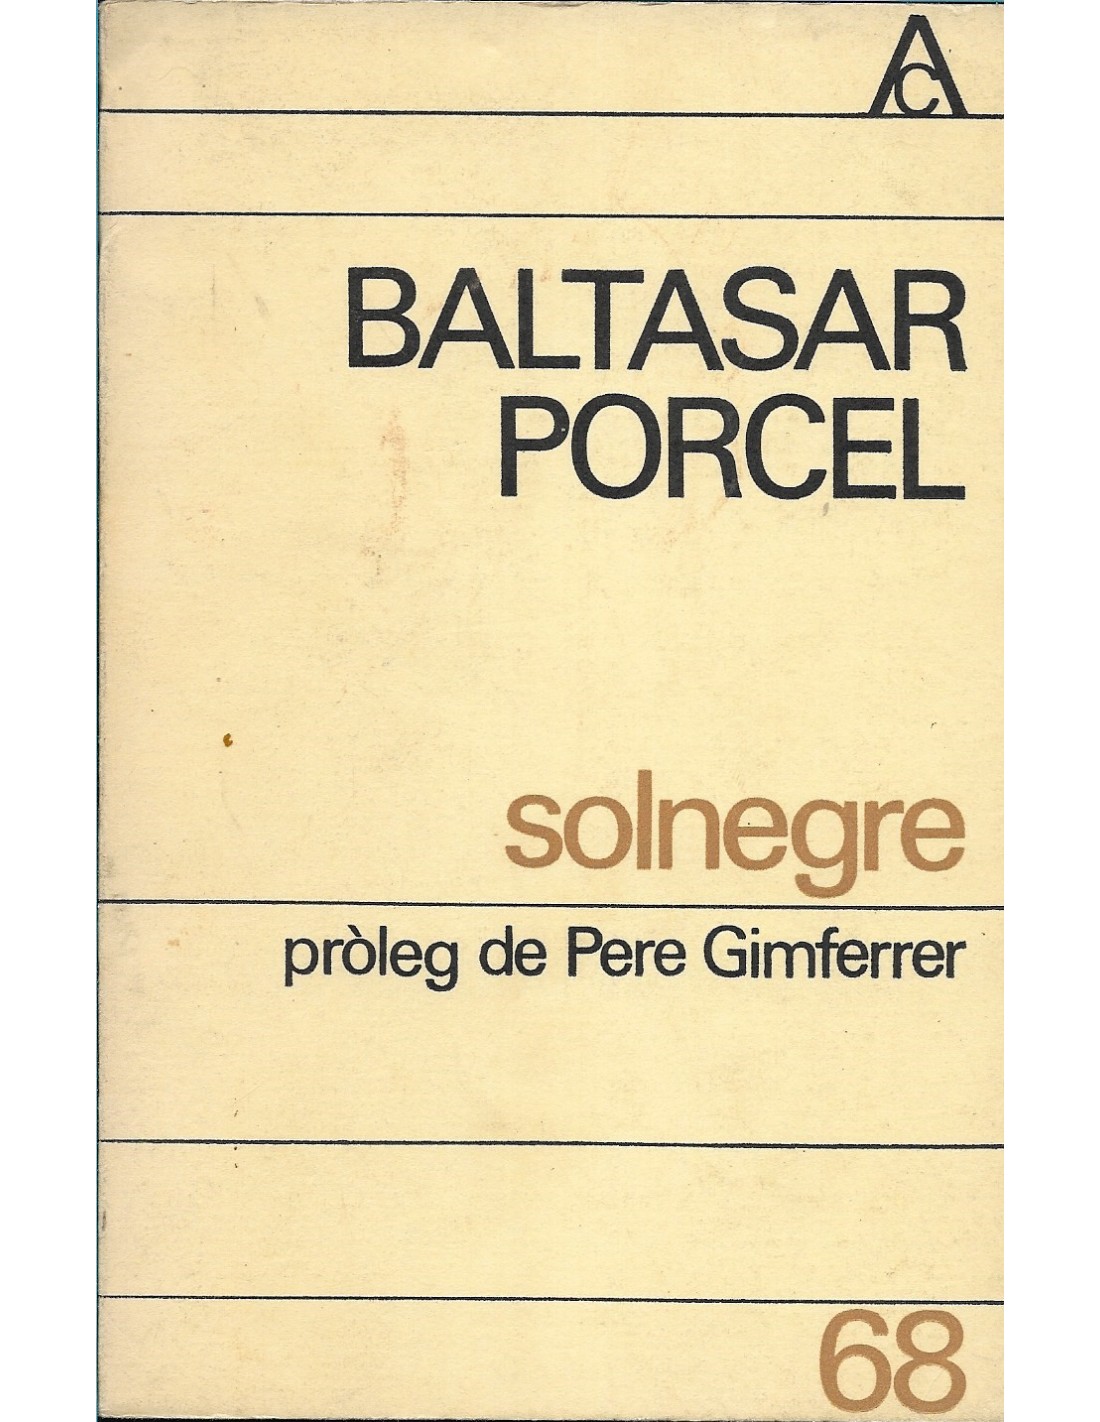 AC
BALTASAR
PORCEL
solnegre
pròleg de Pere Gimferrer
68